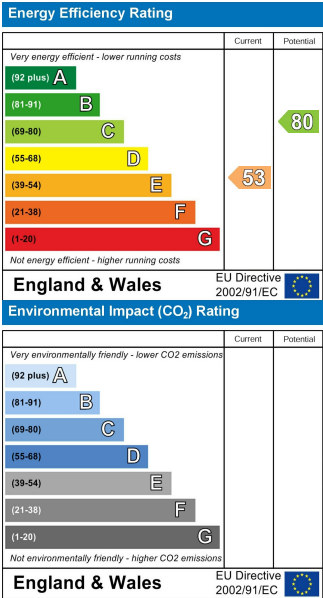 Energy Efficiency Rating
Current Potential
Very energy efficient - lower running costs
(92 plus) A
(81-91) B
(69-80) C
(55-68) D
(39-54) E
(21-38) F
(1-20) G
80
53
Not energy efficient - higher running costs
England & Wales
EU Directive
2002/91/EC
Environmental Impact (CO₂) Rating
Current Potential
Very environmentally friendly - lower CO2 emissions
(92 plus) A
(81-91) B
(69-80) C
(55-68) D
(39-54) E
(21-38) F
(1-20) G
Not environmentally friendly - higher CO2 emissions
England & Wales
EU Directive
2002/91/EC